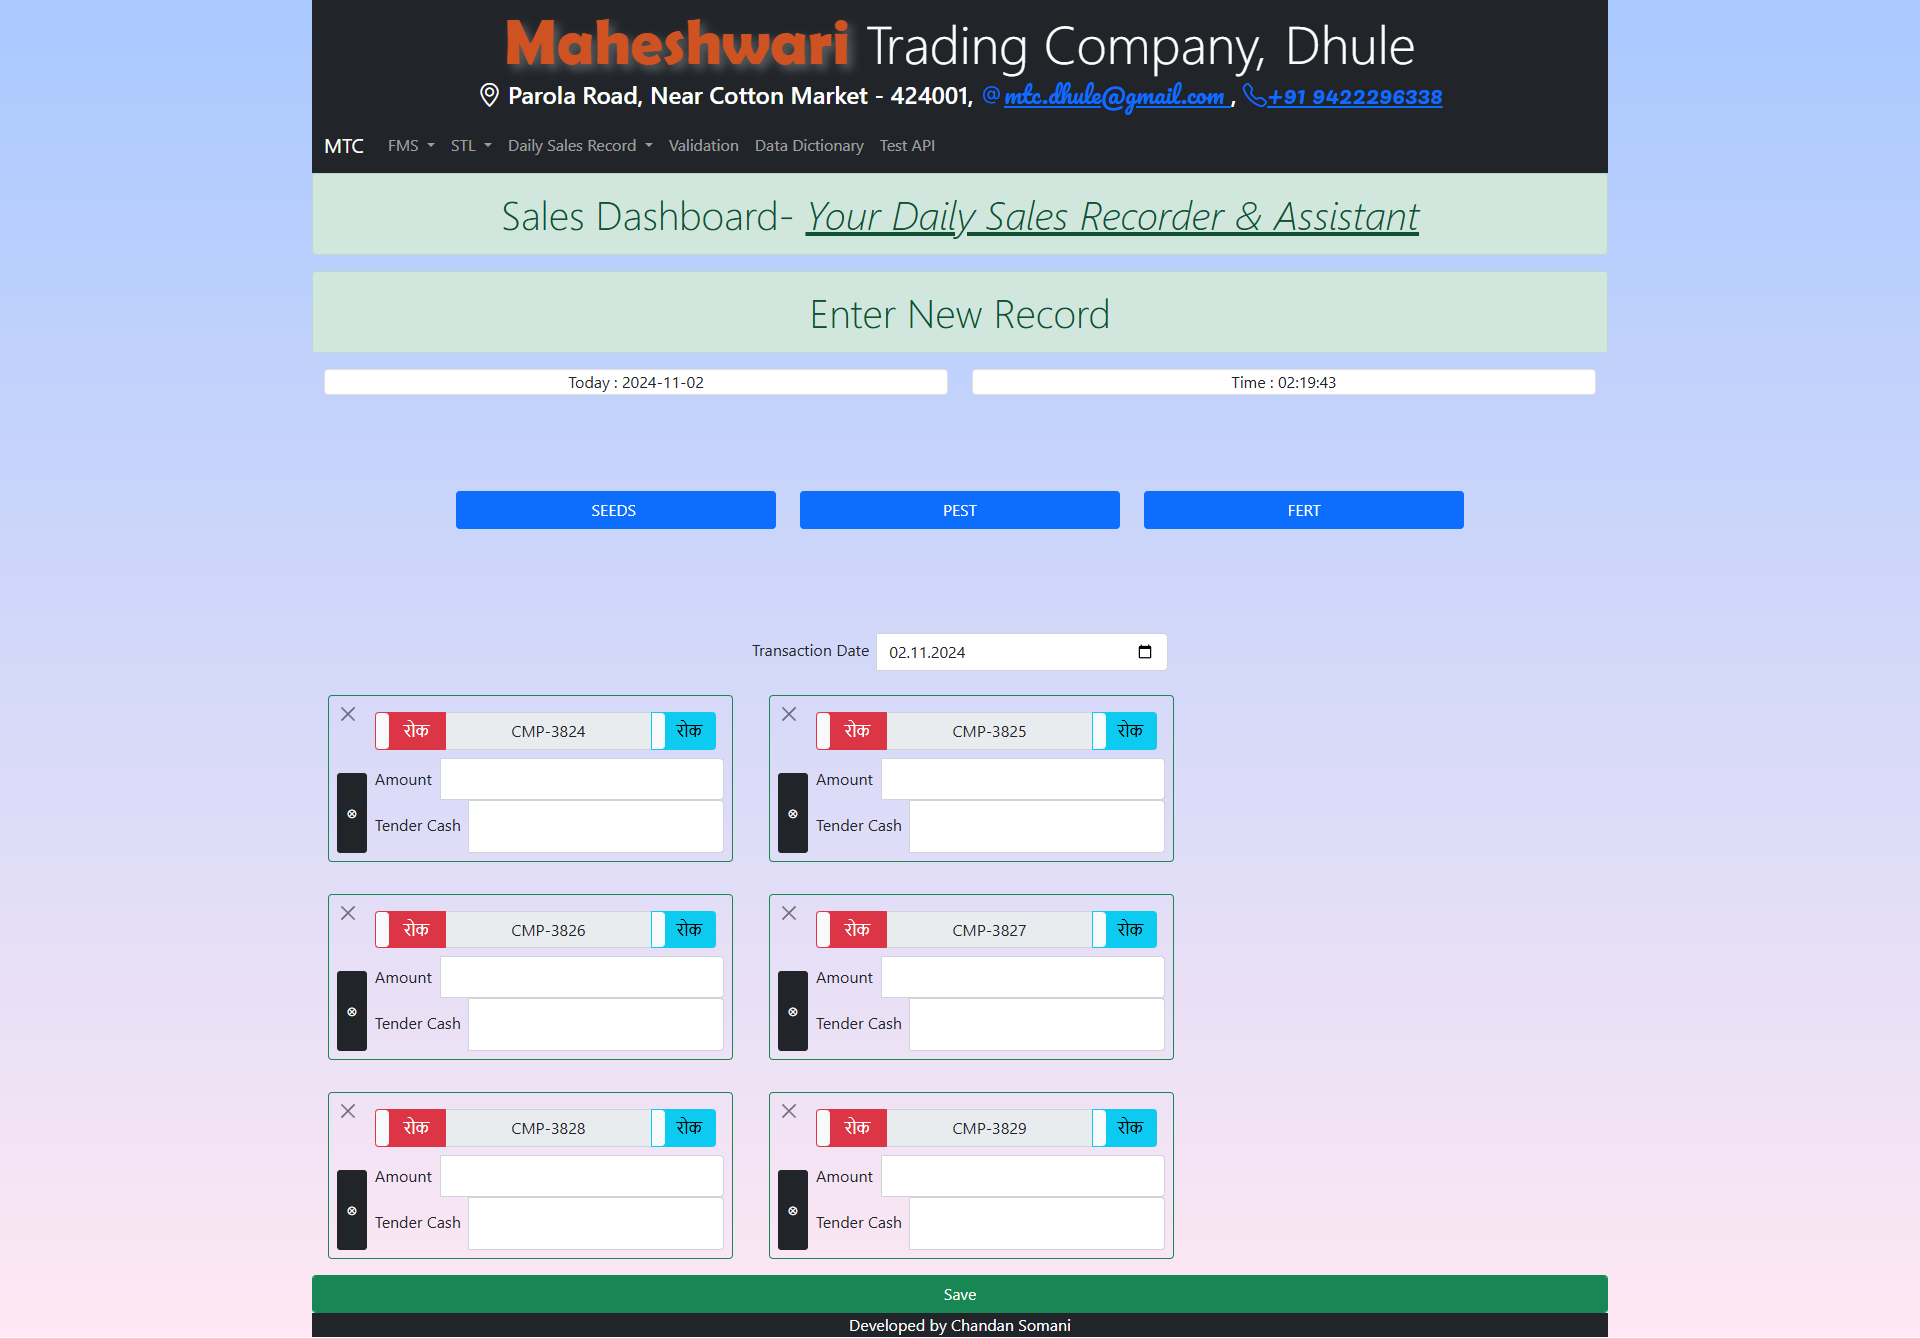 Maheshwari Trading Company, Dhule
Parola Road, Near Cotton Market - 424001, @mtc.dhule@gmail.com , +91 9422296338
MTC FMS STL Daily Sales Record Validation Data Dictionary Test API
Sales Dashboard- Your Daily Sales Recorder & Assistant
Enter New Record
Today : 2024-11-02 Time : 02:19:43
SEEDS PEST FERT
Transaction Date 02.11.2024
रोक CMP-3824 रोक
Amount
Tender Cash
रोक CMP-3825 रोक
Amount
Tender Cash
रोक CMP-3826 रोक
Amount
Tender Cash
रोक CMP-3827 रोक
Amount
Tender Cash
रोक CMP-3828 रोक
Amount
Tender Cash
रोक CMP-3829 रोक
Amount
Tender Cash
Save
Developed by Chandan Somani